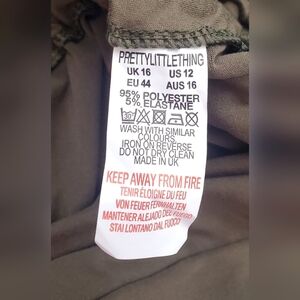 PRETTYLITTLETHING
UK 16 US 12
EU 44 AUS 16
95% POLYESTER
5% ELASTANE
WASH WITH SIMILAR
COLOURS.
IRON ON REVERSE
DO NOT DRY CLEAN
MADE IN UK
KEEP AWAY FROM FIRE
TENIR ÉLOIGNE DU FEU
VON FEUER FERNHALTEN
MANTENER ALEJADO DEL FUEGO
STAI LONTANO DAL FUOCO